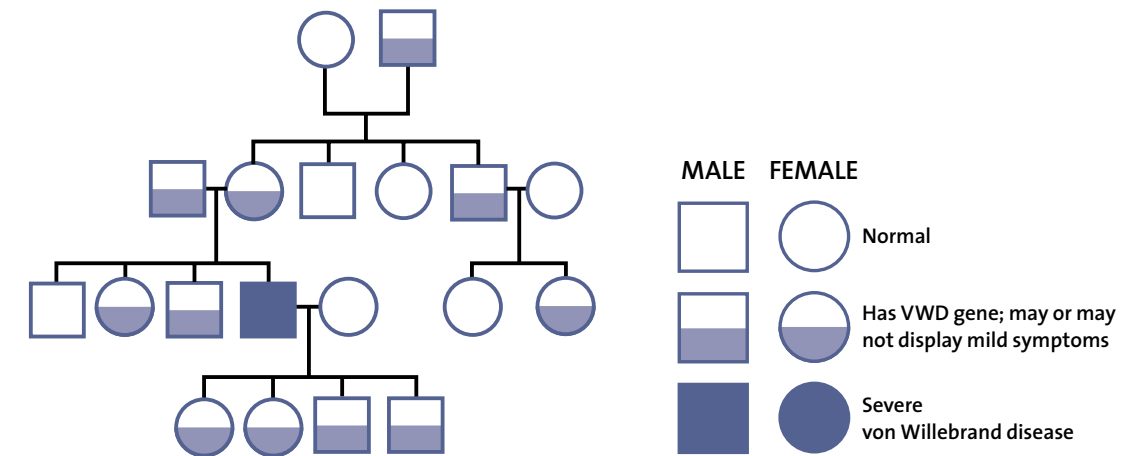 MALE FEMALE
Normal
Has VWD gene; may or may
not display mild symptoms
Severe
von Willebrand disease